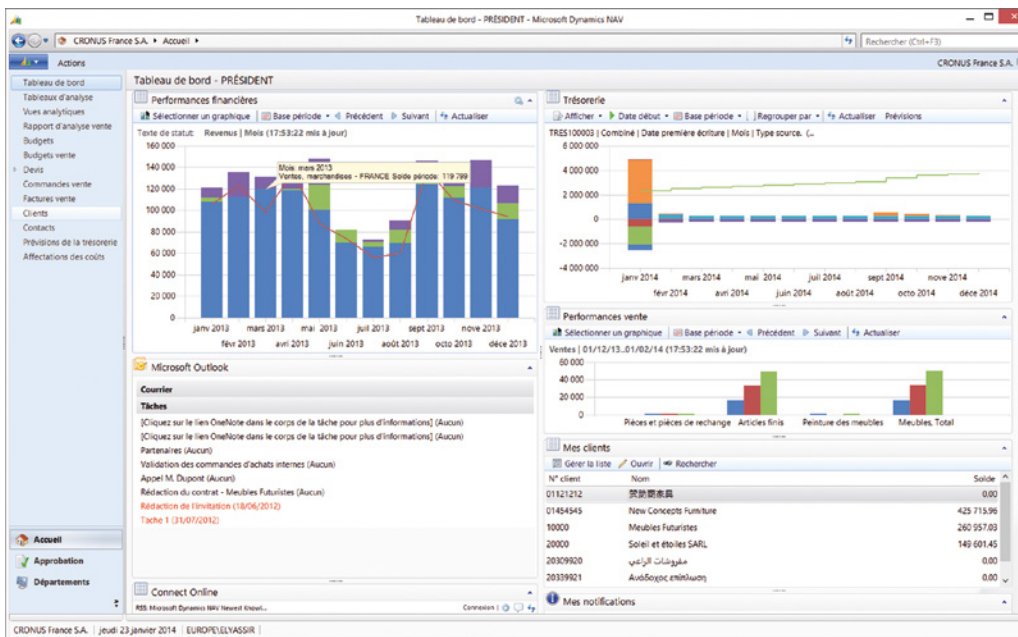 Tableau de bord - PRÉSIDENT - Microsoft Dynamics NAV
CRONUS France S.A. Accueil
Rechercher (Ctrl+F3)
Actions
CRONUS France S.A.
Tableau de bord
Tableaux d'analyse
Vues analytiques
Rapport d'analyse vente
Budgets
Budgets vente
Devis
Commandes vente
Factures vente
Clients
Contacts
Prévisions de la trésorerie
Affectations des coûts
Accueil
Approbation
Départements
Tableau de bord - PRÉSIDENT
Performances financières
Sélectionner un graphique Base période Précédent Suivant Actualiser
Texte de statut: Revenus | Mois (17:53:22 mis à jour)
160 000
140 000
120 000
100 000
80 000
60 000
40 000
20 000
0
Mois: mars 2013
Ventes, marchandises - FRANCE Solde période: 119 799
janv 2013 mars 2013 mai 2013 juil 2013 sept 2013 nove 2013
févr 2013 avri 2013 juin 2013 août 2013 octo 2013 déce 2013
Microsoft Outlook
Courrier
Tâches
[Cliquez sur le lien OneNote dans le corps de la tâche pour plus d'informations] (Aucun)
[Cliquez sur le lien OneNote dans le corps de la tâche pour plus d'informations] (Aucun)
Partenaires (Aucun)
Validation des commandes d'achats internes (Aucun)
Appel M. Dupont (Aucun)
Rédaction du contrat - Meubles Futuristes (Aucun)
Rédaction de l'invitation (18/06/2012)
Tache 1 (31/07/2012)
Connect Online
RSS: Microsoft Dynamics NAV Newest Knowl...
Connexion
Trésorerie
Afficher Date début Base période Regrouper par Actualiser Prévisions
TRES100003 | Combiné | Date première écriture | Mois | Type source. (...
6 000 000
4 000 000
2 000 000
0
-2 000 000
-4 000 000
janv 2014 mars 2014 mai 2014 juil 2014 sept 2014 nove 2014
févr 2014 avri 2014 juin 2014 août 2014 octo 2014 déce 2014
Performances vente
Sélectionner un graphique Base période Précédent Suivant Actualiser
Ventes | 01/12/13..01/02/14 (17:53:22 mis à jour)
60 000
40 000
20 000
0
Pièces et pièces de rechange Articles finis Peinture des meubles Meubles, Total
Mes clients
Gérer la liste Ouvrir Rechercher
N° client Nom Solde
01121212 0.00
01454545 New Concepts Furniture 425 715.96
10000 Meubles Futuristes 260 957.03
20000 Soleil et étoiles SARL 149 601.45
20309920 مفروشات الراعي 0.00
20339921 Ανάδοχος επίπλωση 0.00
Mes notifications
CRONUS France S.A. jeudi 23 janvier 2014 EUROPE\ELYASSIR